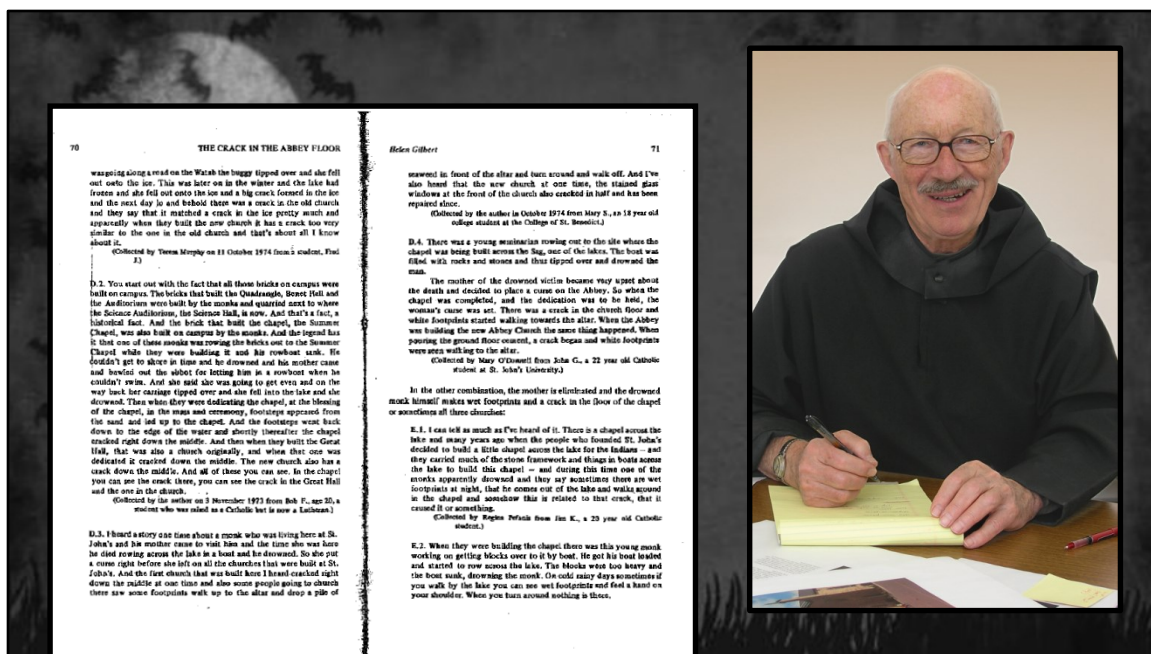 70 THE CRACK IN THE ABBEY FLOOR
was going along a road on the Watab the buggy tipped over and she fell
out onto the ice. This was later on in the winter and the lake had
frozen and she fell out onto the ice and a big crack formed in the ice
and the next day lo and behold there was a crack in the old church
and they say that it matched a crack in the ice pretty much and
apparently when they built the new church it has a crack too very
similar to the one in the old church and that's about all I know
about it.
(Collected by Teresa Murphy on 11 October 1974 from a student,
J.)
D.2. You start out with the fact that all those bricks on campus were
built on campus. The bricks that built the Quadrangle, Benet Hall and
the Auditorium were built by the monks and quarried next to where
the Science Auditorium, the Science Hall, is now. And that's a fact, a
historical fact. And the brick that built the chapel, the Summer
Chapel, was also built on campus by the monks. And the legend has
it that one of these monks was rowing the bricks out to the Summer
Chapel while they were building it and his rowboat sank. He
couldn't get to shore in time and he drowned and his mother came
and bawled out the abbot for letting him in a rowboat when he
couldn't swim. And she said she was going to get even and on the
way back her carriage tipped over and she fell into the lake and she
drowned. Then when they were dedicating the chapel, at the blessing
of the chapel, in the mass and ceremony, footsteps appeared from
the sand and led up to the chapel. And the footsteps went back
down to the edge of the water and shortly thereafter the chapel
cracked right down the middle. And then when they built the Great
Hall, that was also a church originally, and when that one was
dedicated it cracked down the middle. The new church also has a
crack down the middle. And all of these you can see. In the chapel
you can see the crack there, you can see the crack in the Great Hall
and the one in the church.
(Collected by the author on 3 November 1973 from Bob F., age 20, a
student who was raised as a Catholic but is now a Lutheran.)
D.3. I heard a story one time about a monk who was living here at St.
John's and his mother came to visit him and the time she was here
he died rowing across the lake in a boat and he drowned. So she put
a curse right before she left on all the churches that were built at St.
John's. And the first church that was built here I heard cracked right
down the middle at one time and also some people going to church
there saw some footprints walk up to the altar and drop a pile of
Helen Gilbert 71
seaweed in front of the altar and turn around and walk off. And I've
also heard that the new church at one time, the stained glass
windows at the front of the church also cracked in half and has been
repaired since.
(Collected by the author in October 1974 from Mary S., an 18 year old
college student at the College of St. Benedict.)
D.4. There was a young seminarian rowing out to the site where the
chapel was being built across the Sag, one of the lakes. The boat was
filled with rocks and stones and thus tipped over and drowned the
man.
The mother of the drowned victim became very upset about
the death and decided to place a curse on the Abbey. So when the
chapel was completed, and the dedication was to be held, the
woman's curse was set. There was a crack in the church floor and
white footprints started walking towards the altar. When the Abbey
was building the new Abbey Church the same thing happened. When
pouring the ground floor cement, a crack began and white footprints
were seen walking to the altar.
(Collected by Mary O'Donnell from John G., a 22 year old Catholic
student at St. John's University.)
In the other combination, the mother is eliminated and the drowned
monk himself makes wet footprints and a crack in the floor of the chapel
or sometimes all three churches:
E.1. I can tell as much as I've heard of it. There is a chapel across the
lake and many years ago when the people who founded St. John's
decided to build a little chapel across the lake for the Indians — and
they carried much of the stone framework and things in boats across
the lake to build this chapel — and during this time one of the
monks apparently drowned and they say sometimes there are wet
footprints at night, that he comes out of the lake and walks around
in the chapel and somehow this is related to that crack, that it
caused it or something.
(Collected by Regina Pefanis from Jim K., a 20 year old Catholic
student.)
E.2. When they were building the chapel there was this young monk
working on getting blocks over to it by boat. He got his boat loaded
and started to row across the lake. The blocks were too heavy and
the boat sunk, drowning the monk. On cold rainy days sometimes if
you walk by the lake you can see wet footprints and feel a hand on
your shoulder. When you turn around nothing is there.